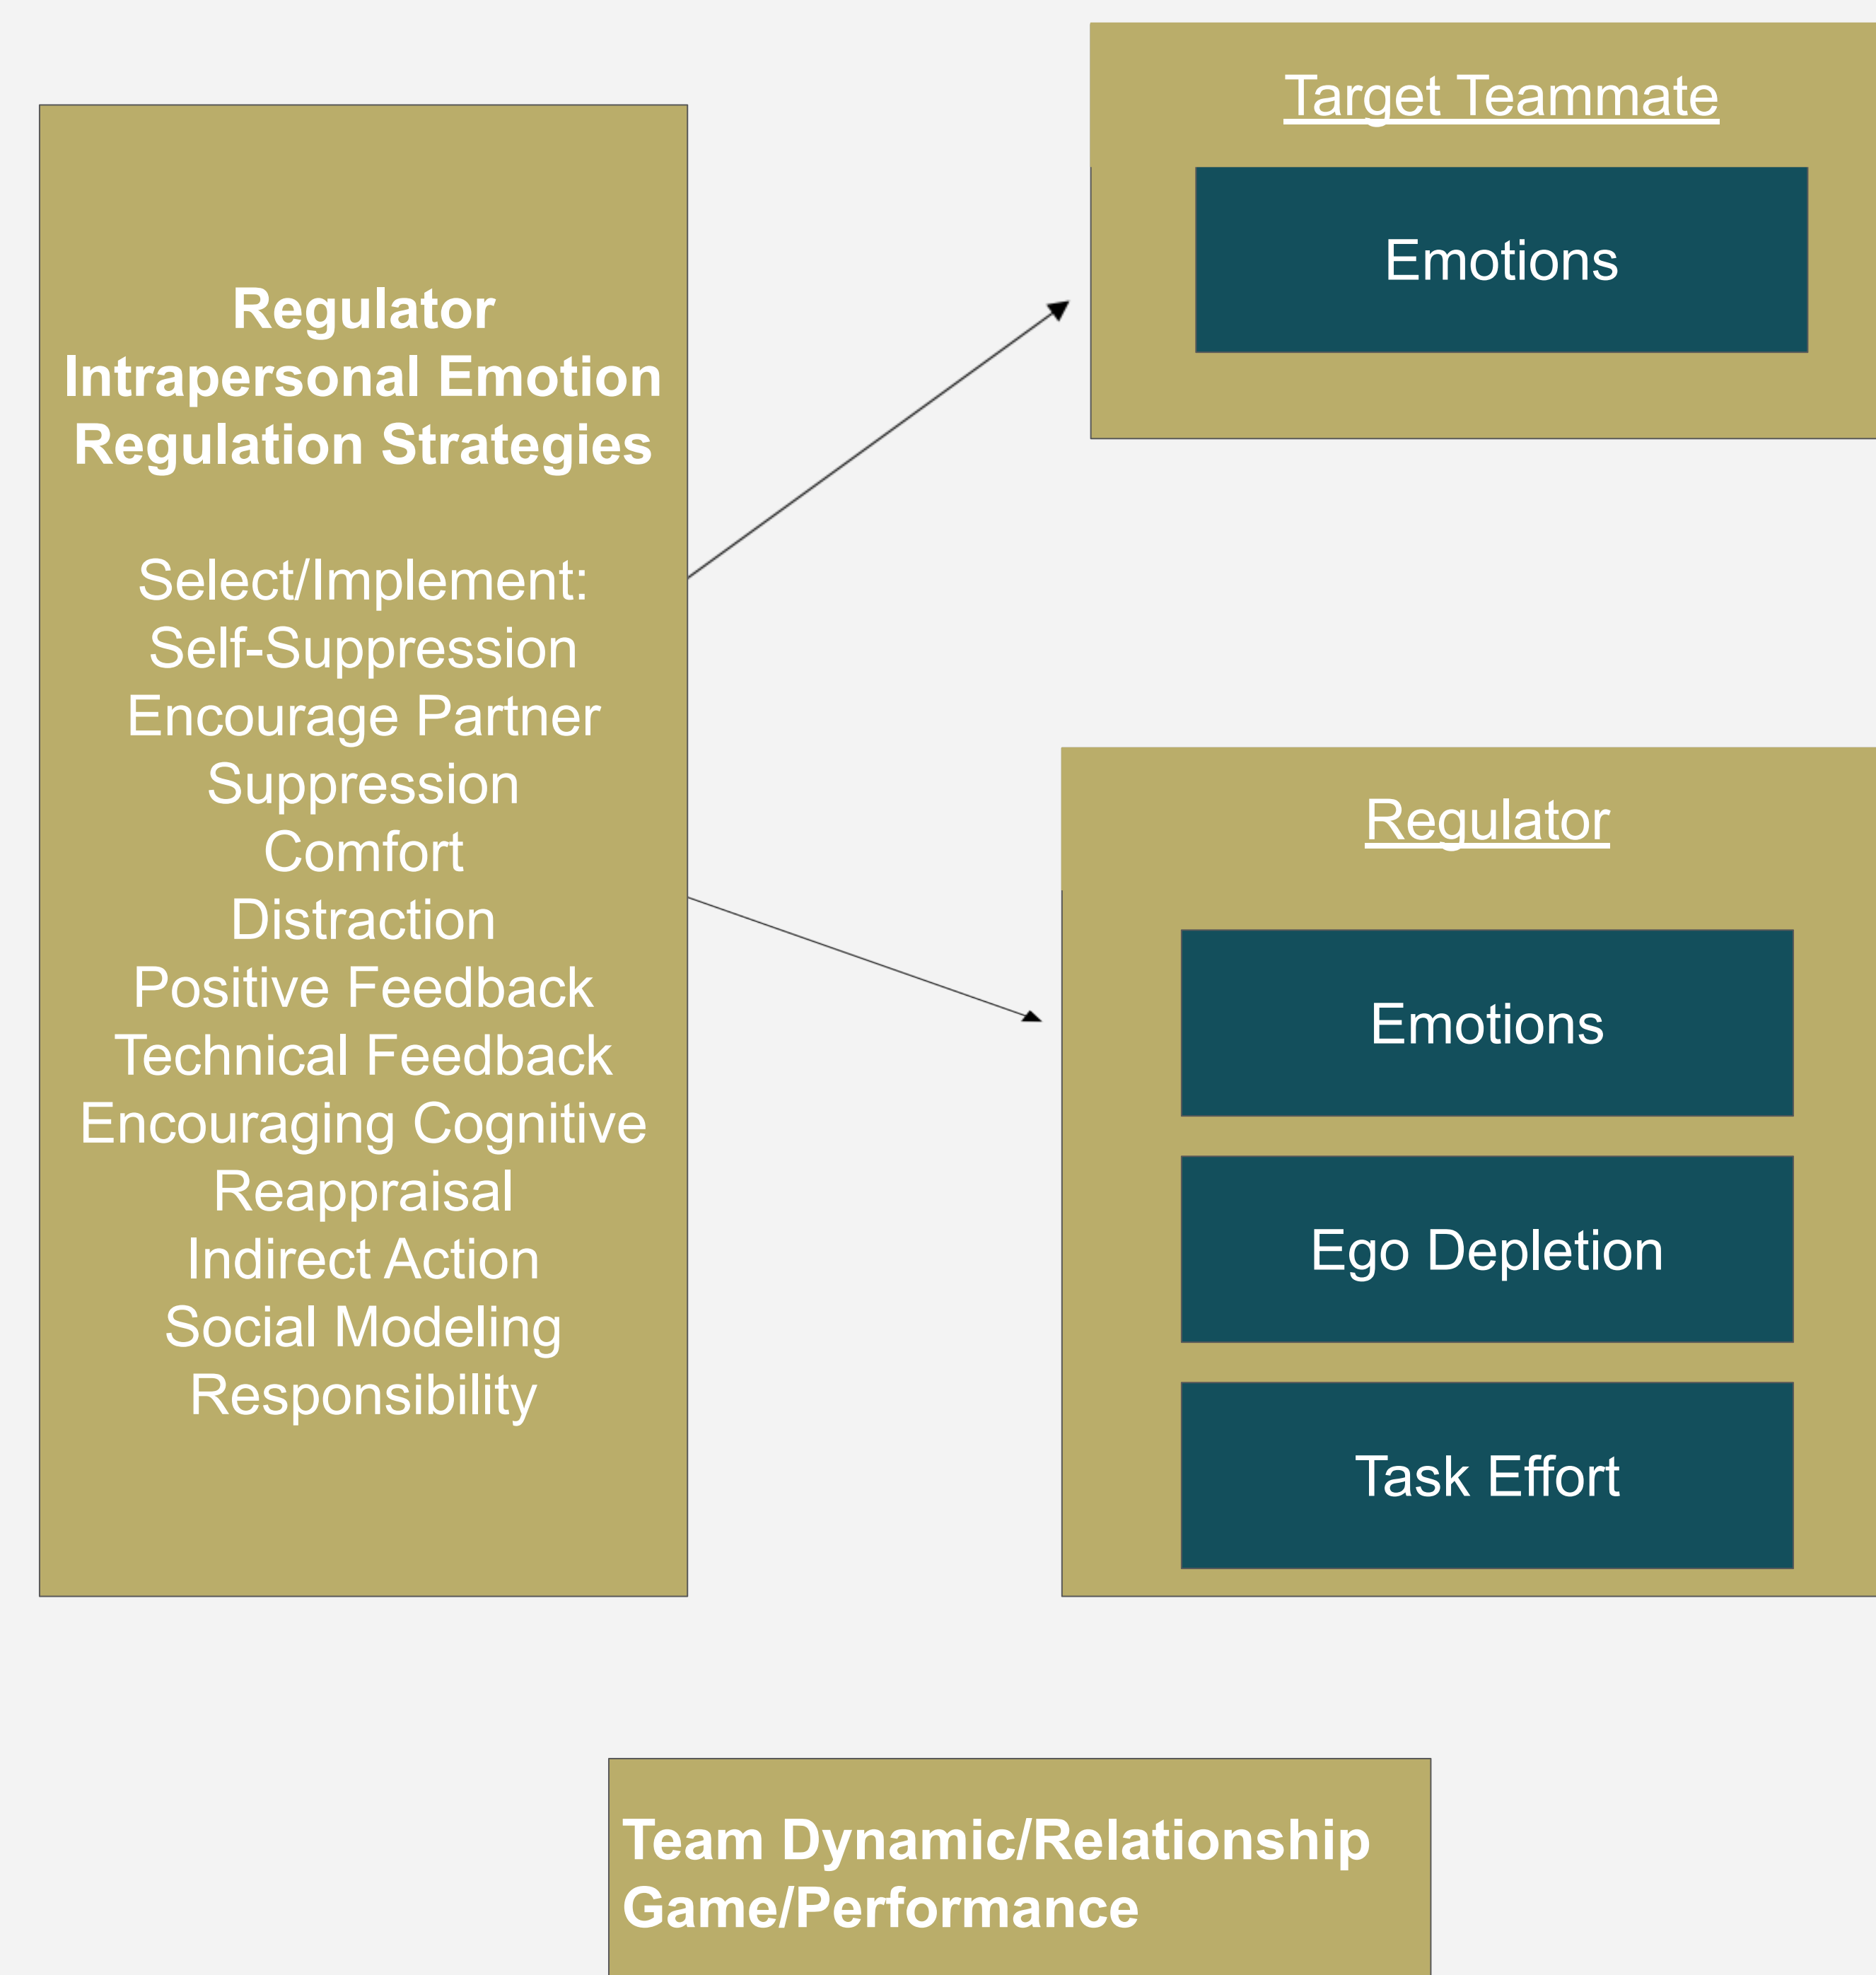 Regulator
Intrapersonal Emotion
Regulation Strategies
Select/Implement:
Self-Suppression
Encourage Partner
Suppression
Comfort
Distraction
Positive Feedback
Technical Feedback
Encouraging Cognitive
Reappraisal
Indirect Action
Social Modeling
Responsibility
Target Teammate
Emotions
Regulator
Emotions
Ego Depletion
Task Effort
Team Dynamic/Relationship
Game/Performance